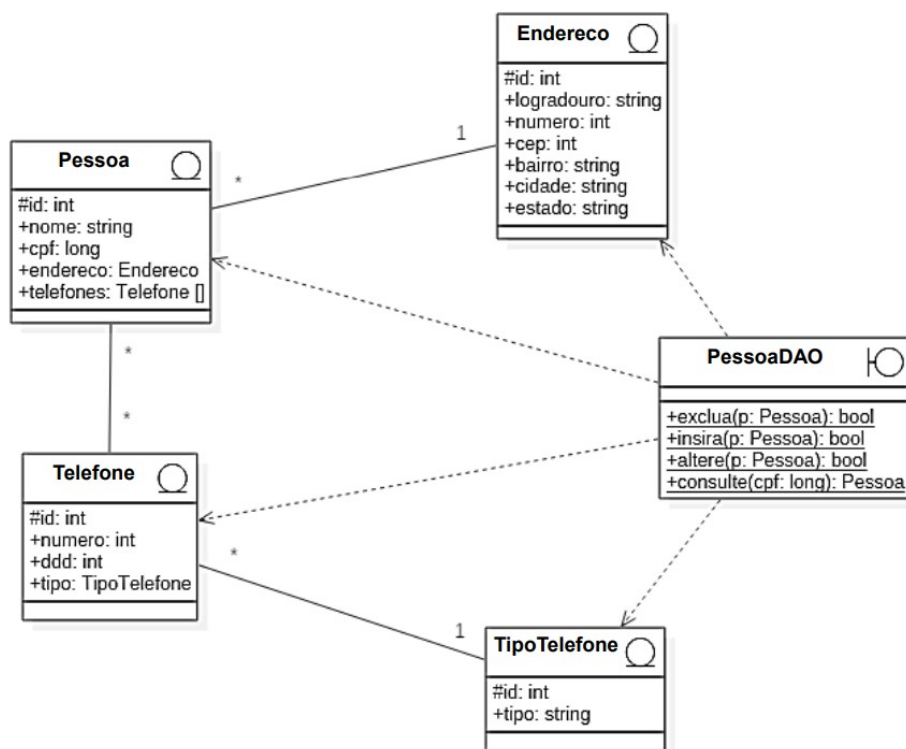 Endereco
#id: int
+logradouro: string
+numero: int
+cep: int
+bairro: string
+cidade: string
+estado: string
1
*
Pessoa
#id: int
+nome: string
+cpf: long
+endereco: Endereco
+telefones: Telefone []
*
*
PessoaDAO
+exclua(p: Pessoa): bool
+insira(p: Pessoa): bool
+altere(p: Pessoa): bool
+consulte(cpf: long): Pessoa
Telefone
#id: int
+numero: int
+ddd: int
+tipo: TipoTelefone
*
1
TipoTelefone
#id: int
+tipo: string